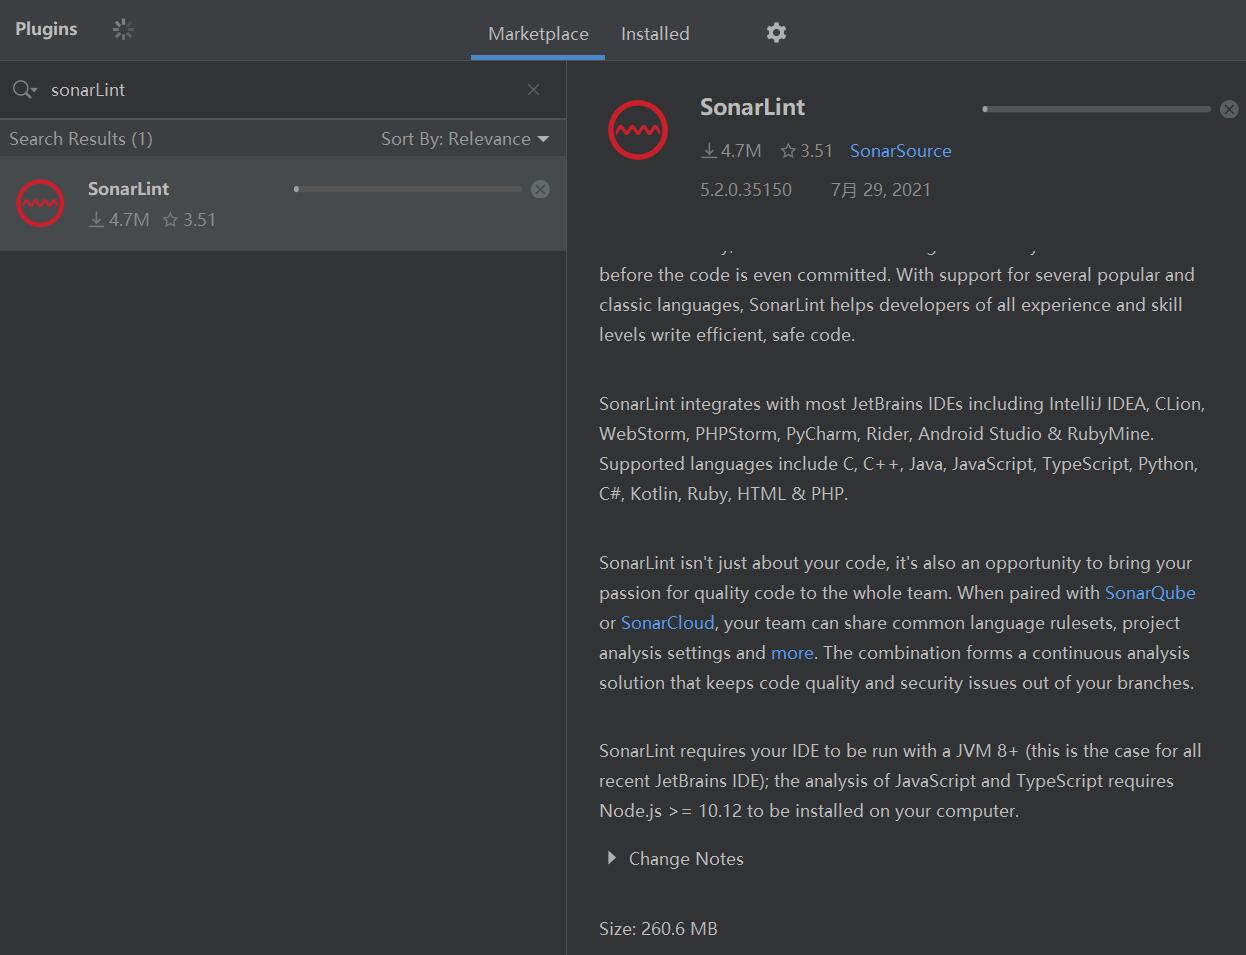 Plugins
Marketplace
Installed
sonarLint
Search Results (1)
Sort By: Relevance
SonarLint
4.7M
3.51
SonarLint
4.7M
3.51
SonarSource
5.2.0.35150
7月 29, 2021
before the code is even committed. With support for several popular and
classic languages, SonarLint helps developers of all experience and skill
levels write efficient, safe code.
SonarLint integrates with most JetBrains IDEs including IntelliJ IDEA, CLion,
WebStorm, PHPStorm, PyCharm, Rider, Android Studio & RubyMine.
Supported languages include C, C++, Java, JavaScript, TypeScript, Python,
C#, Kotlin, Ruby, HTML & PHP.
SonarLint isn't just about your code, it's also an opportunity to bring your
passion for quality code to the whole team. When paired with SonarQube
or SonarCloud, your team can share common language rulesets, project
analysis settings and more. The combination forms a continuous analysis
solution that keeps code quality and security issues out of your branches.
SonarLint requires your IDE to be run with a JVM 8+ (this is the case for all
recent JetBrains IDE); the analysis of JavaScript and TypeScript requires
Node.js >= 10.12 to be installed on your computer.
Change Notes
Size: 260.6 MB